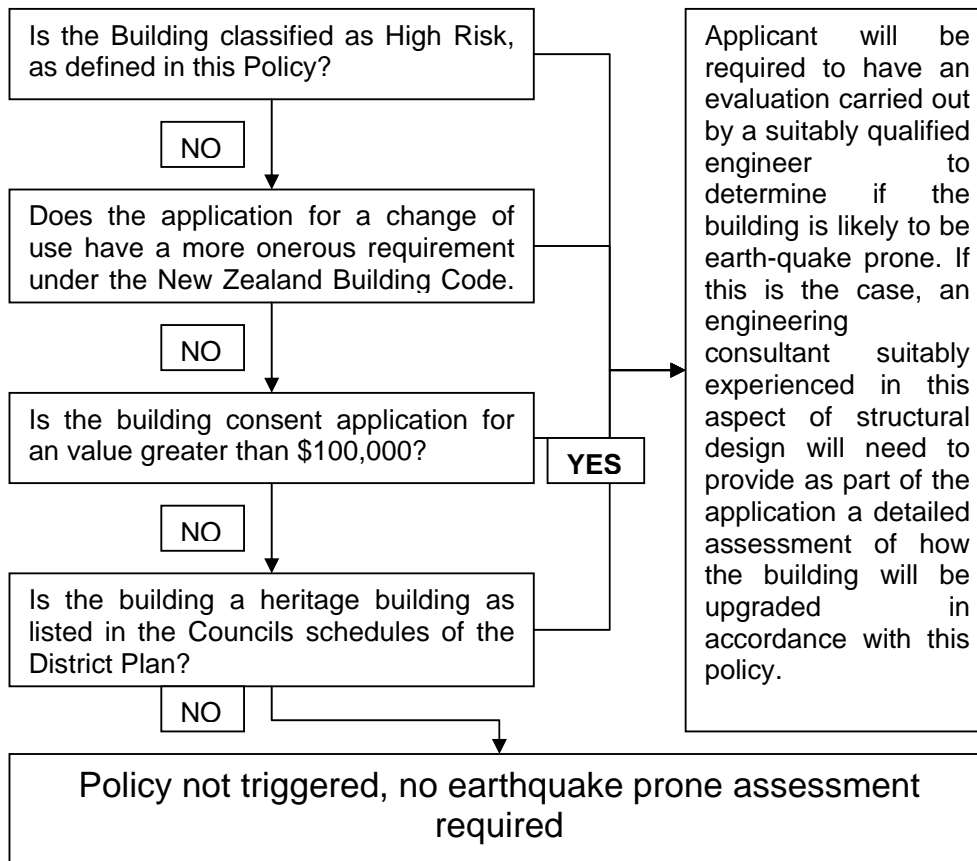 Is the Building classified as High Risk,
as defined in this Policy?
NO
Does the application for a change of
use have a more onerous requirement
under the New Zealand Building Code.
NO
Is the building consent application for
an value greater than $100,000?
YES
NO
Is the building a heritage building as
listed in the Councils schedules of the
District Plan?
NO
Applicant will be
required to have an
evaluation carried out
by a suitably qualified
engineer to
determine if the
building is likely to be
earth-quake prone. If
this is the case, an
engineering
consultant suitably
experienced in this
aspect of structural
design will need to
provide as part of the
application a detailed
assessment of how
the building will be
upgraded in
accordance with this
policy.
Policy not triggered, no earthquake prone assessment
required